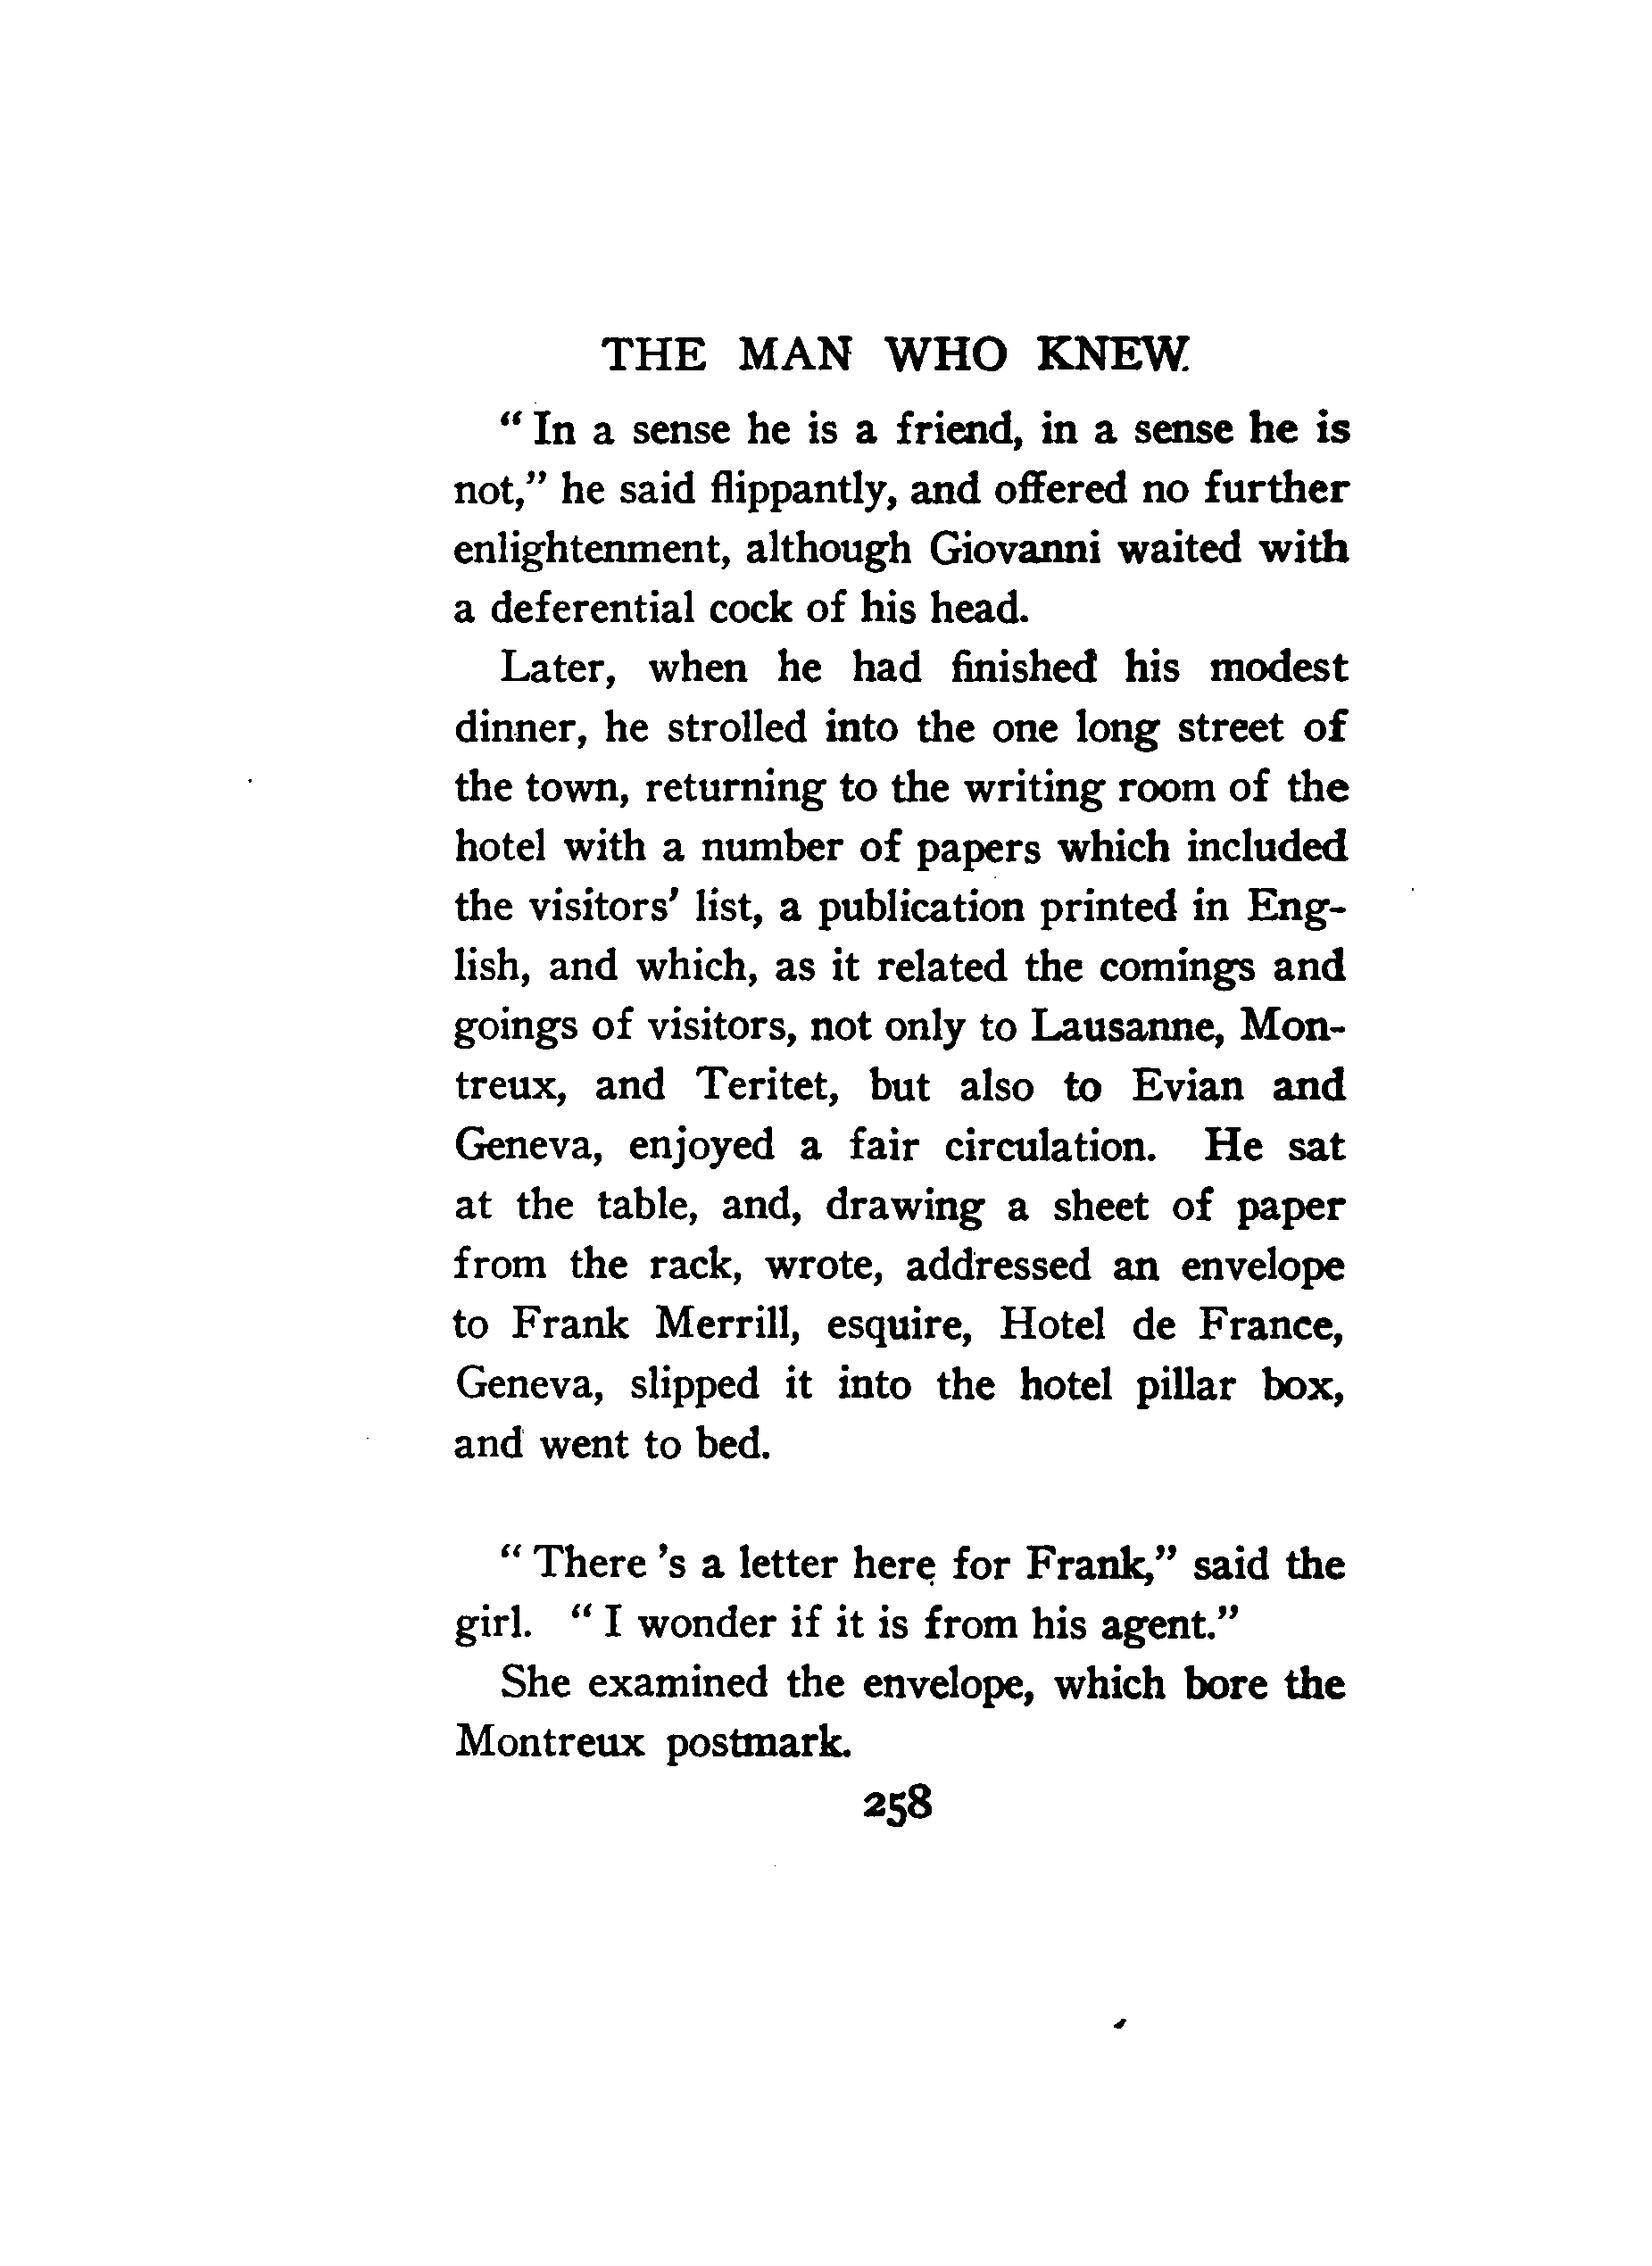 THE MAN WHO KNEW
" In a sense he is a friend, in a sense he is
not," he said flippantly, and offered no further
enlightenment, although Giovanni waited with
a deferential cock of his head.
Later, when he had finished his modest
dinner, he strolled into the one long street of
the town, returning to the writing room of the
hotel with a number of papers which included
the visitors' list, a publication printed in Eng-
lish, and which, as it related the comings and
goings of visitors, not only to Lausanne, Mon-
treux, and Teritet, but also to Evian and
Geneva, enjoyed a fair circulation. He sat
at the table, and, drawing a sheet of paper
from the rack, wrote, addressed an envelope
to Frank Merrill, esquire, Hotel de France,
Geneva, slipped it into the hotel pillar box,
and went to bed.
" There 's a letter here for Frank," said the
girl. " I wonder if it is from his agent."
She examined the envelope, which bore the
Montreux postmark.
258